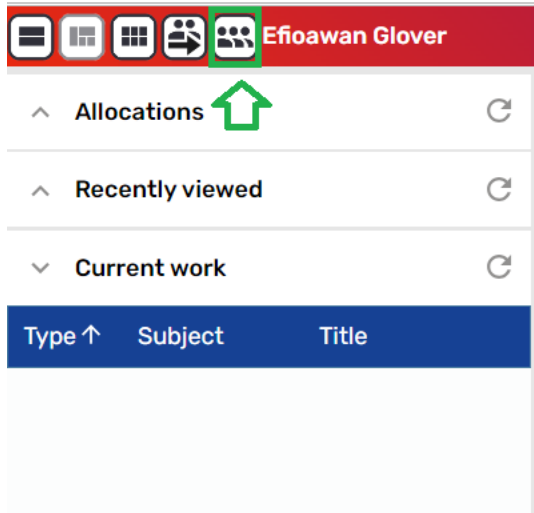 Efioawan Glover
Allocations
Recently viewed
Current work
Type↑ Subject Title